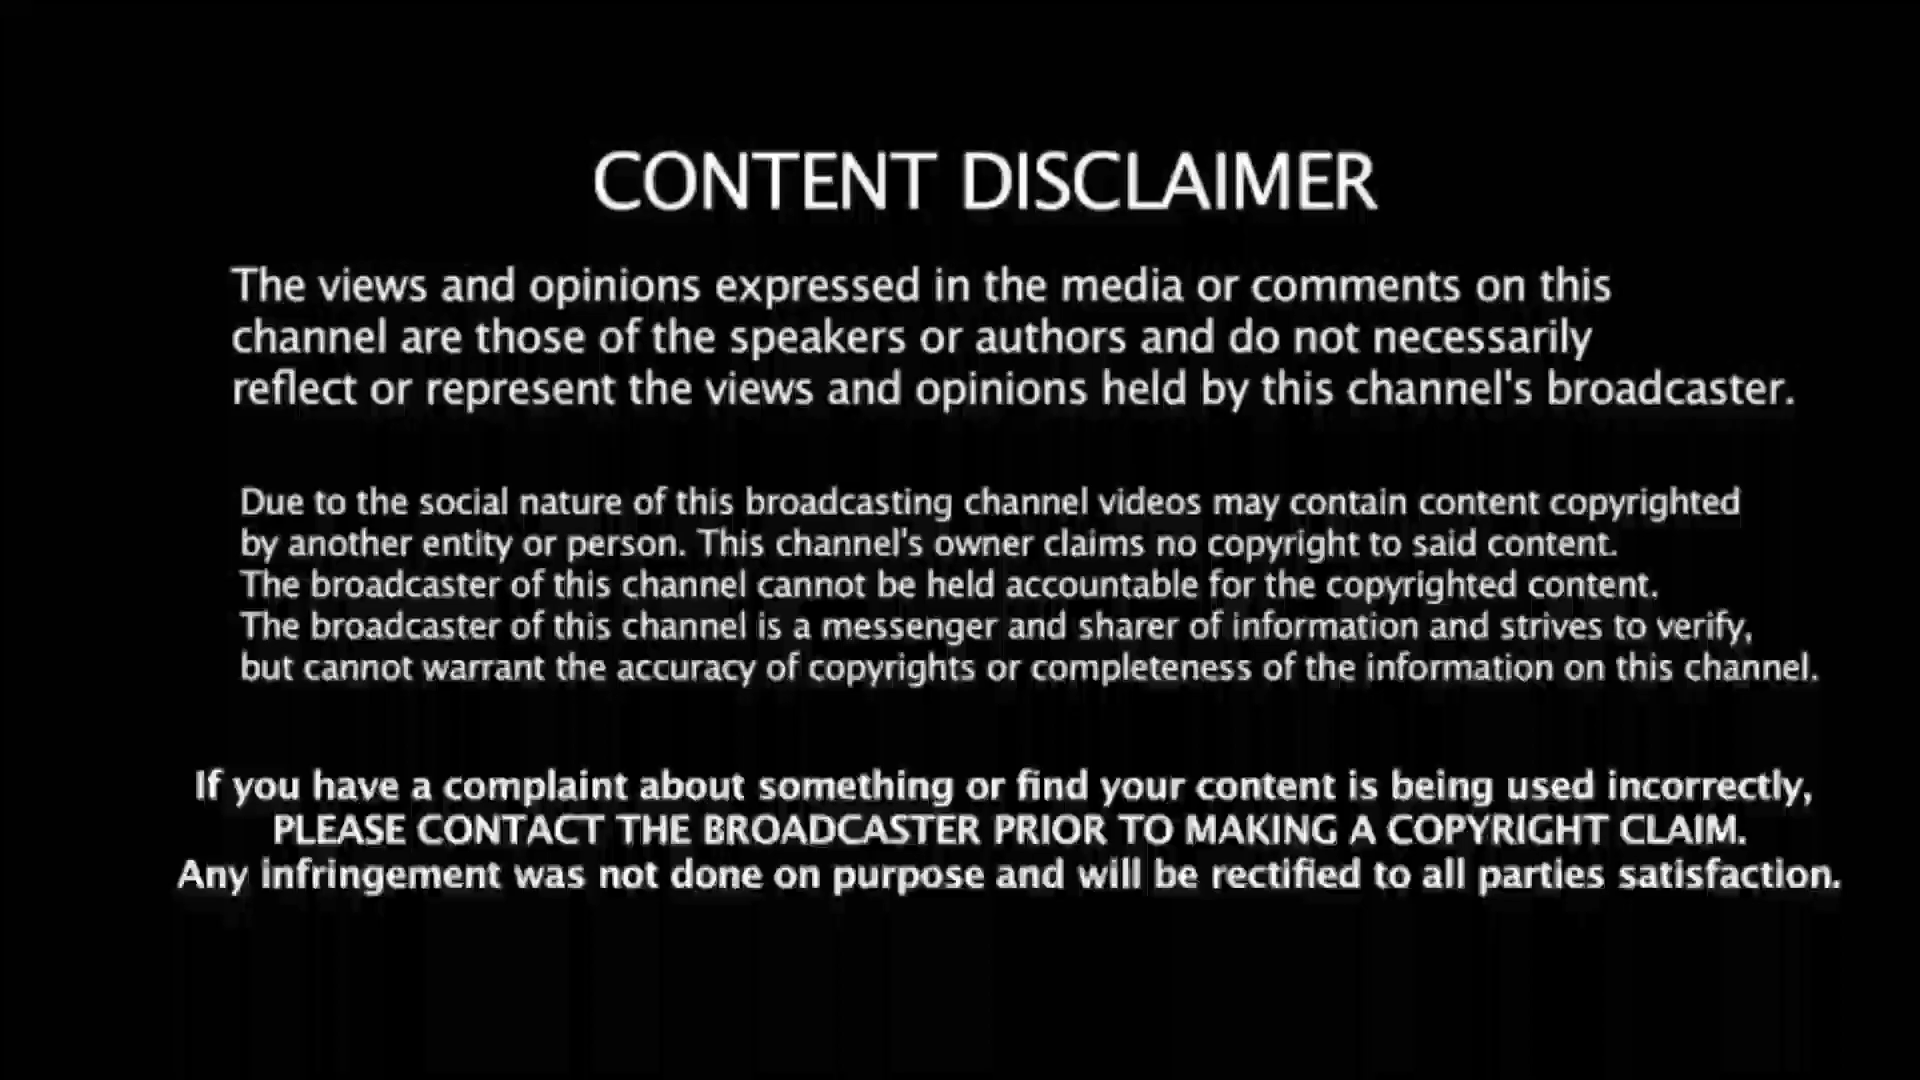 CONTENT DISCLAIMER
The views and opinions expressed in the media or comments on this
channel are those of the speakers or authors and do not necessarily
reflect or represent the views and opinions held by this channel's broadcaster.
Due to the social nature of this broadcasting channel videos may contain content copyrighted
by another entity or person. This channel's owner claims no copyright to said content.
The broadcaster of this channel cannot be held accountable for the copyrighted content.
The broadcaster of this channel is a messenger and sharer of information and strives to verify,
but cannot warrant the accuracy of copyrights or completeness of the information on this channel.
If you have a complaint about something or find your content is being used incorrectly,
PLEASE CONTACT THE BROADCASTER PRIOR TO MAKING A COPYRIGHT CLAIM.
Any infringement was not done on purpose and will be rectified to all parties satisfaction.